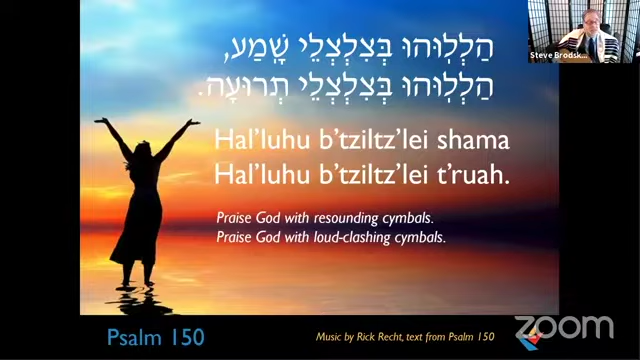 הַלְלוּהוּ בְּצִלְצְלֵי שָׁמַע,
הַלְלוּהוּ בְּצִלְצְלֵי תְרוּעָה.
Hal’luhu b’tziltz’lei shama
Hal’luhu b’tziltz’lei t’ruah.
Praise God with resounding cymbals.
Praise God with loud-clashing cymbals.
Psalm 150
Music by Rick Recht, text from Psalm 150
Steve Brodsk...
zoom